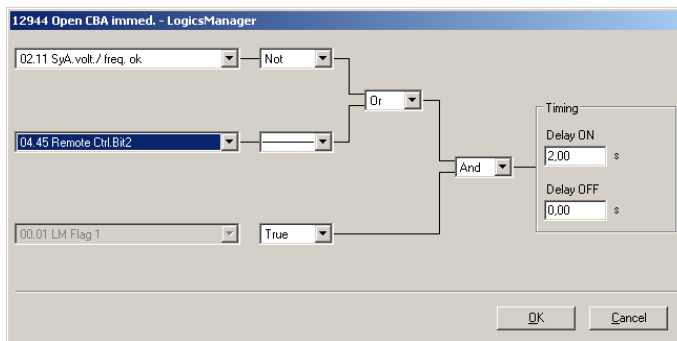 12944 Open CBA immed. - LogicsManager
02.11 SyA.volt./ freq. ok
Not
Or
Timing
Delay ON
04.45 Remote Ctrl.Bit2
2,00 s
And
Delay OFF
0,00 s
00.01 LM Flag 1
True
OK
Cancel